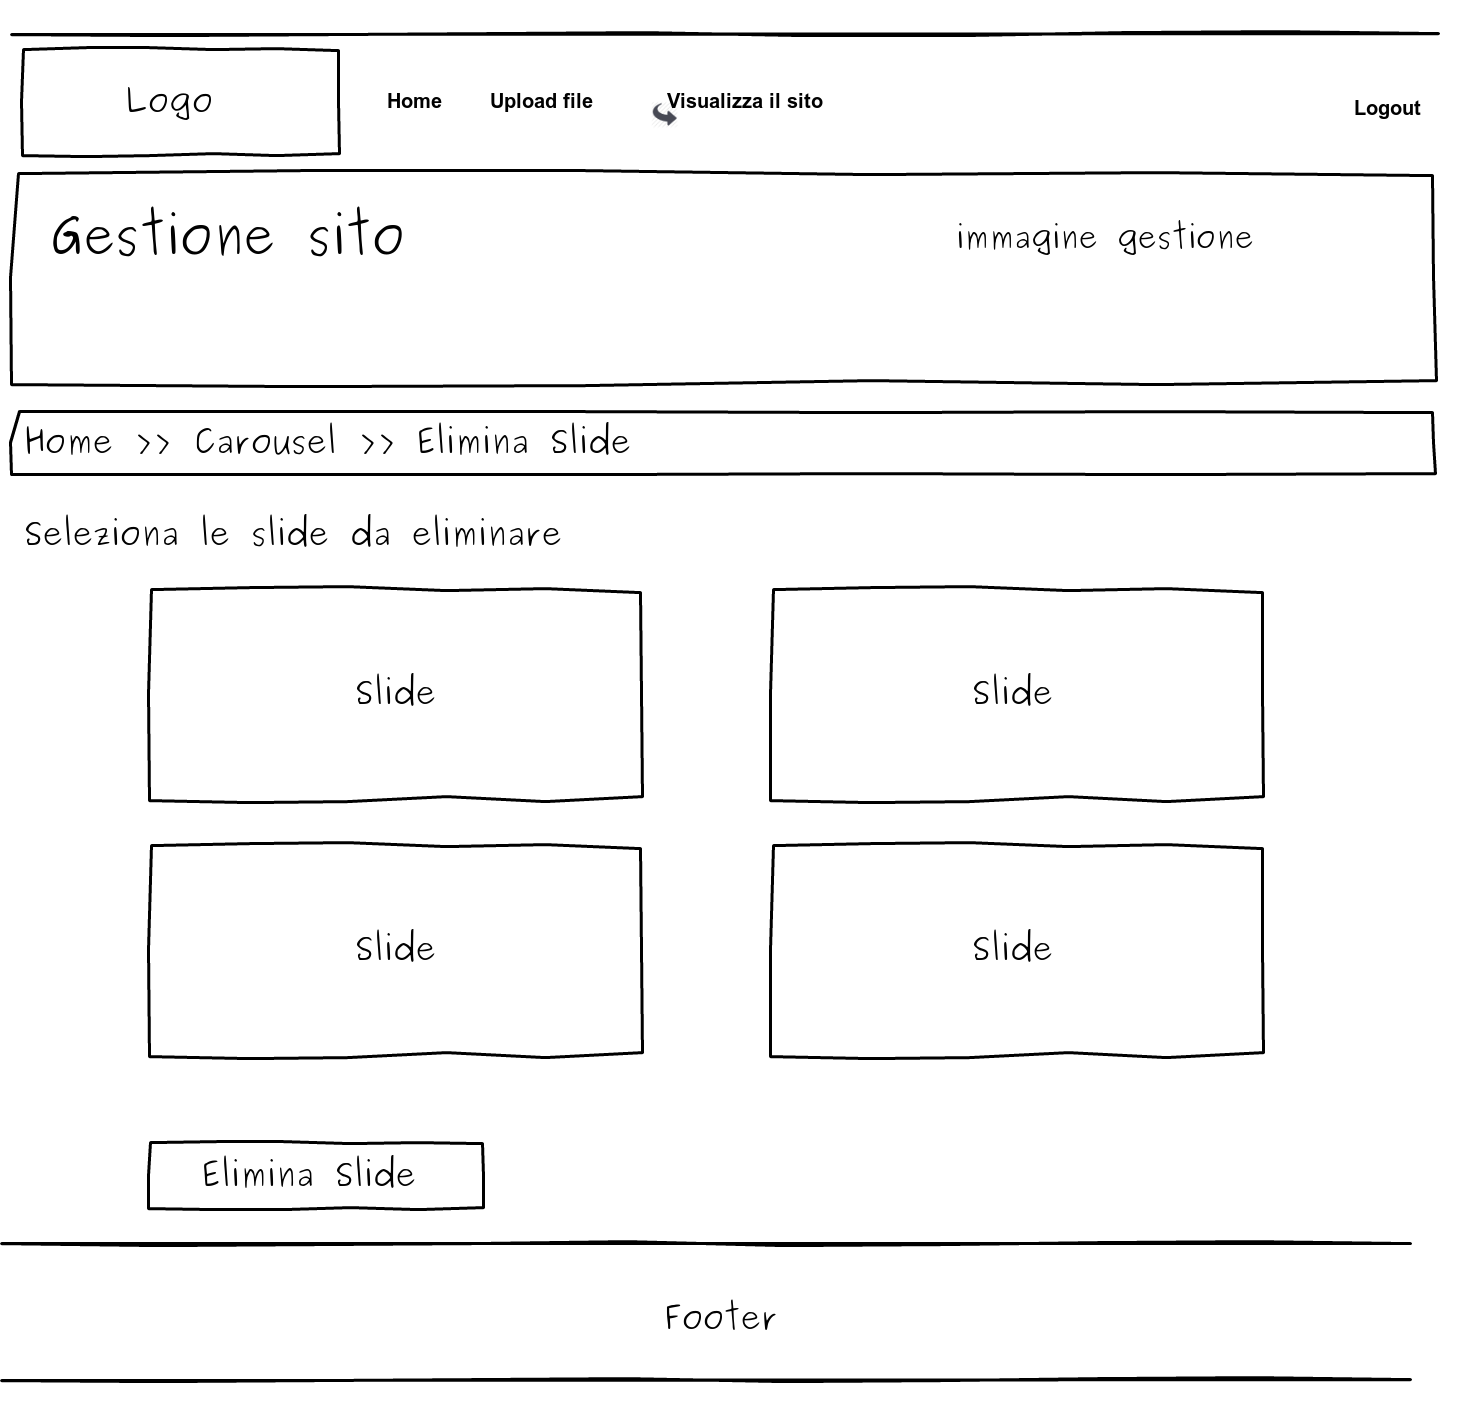 Logo
Home Upload file Visualizza il sito
Logout
Gestione sito
immagine gestione
Home >> Carousel >> Elimina Slide
Seleziona le slide da eliminare
Slide
Slide
Slide
Slide
Elimina Slide
Footer